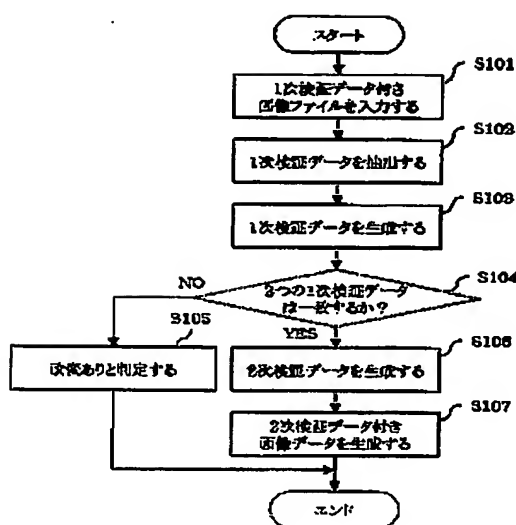 スタート
S101
1次検証データ付き
画像ファイルを入力する
S102
1次検証データを抽出する
S103
1次検証データを生成する
S104
2つの1次検証データ
は一致するか?
NO
YES
S105
改変ありと判定する
S106
2次検証データを生成する
S107
2次検証データ付き
画像データを生成する
エンド